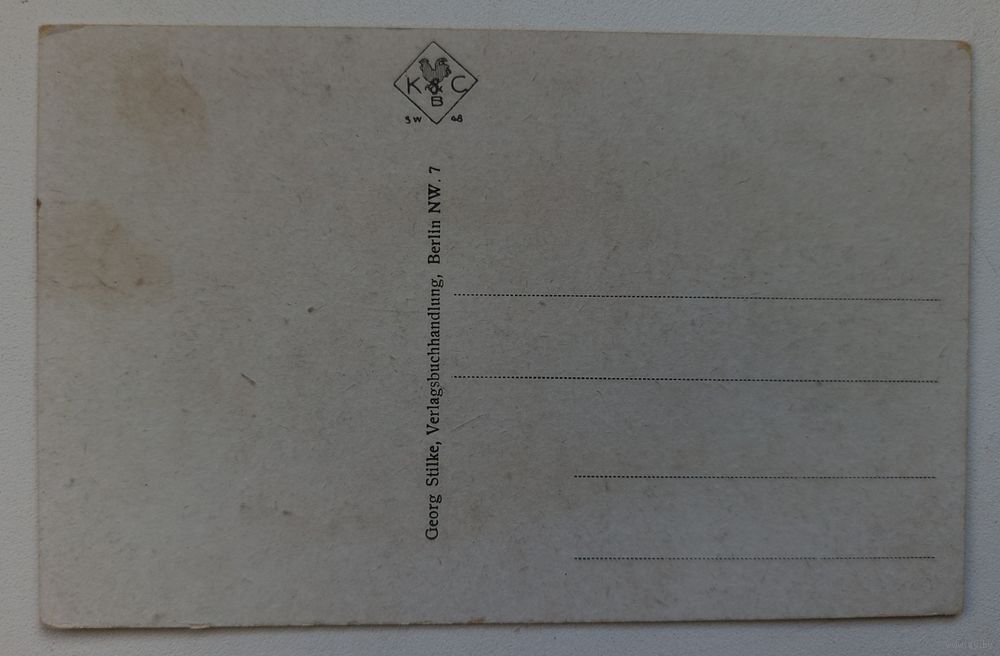 K C
B
SW 68
Georg Stilke, Verlagsbuchhandlung, Berlin NW. 7